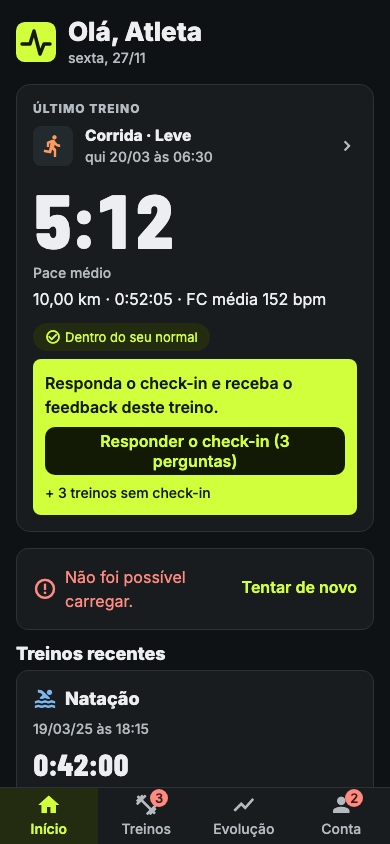 Olá, Atleta
sexta, 27/11
ÚLTIMO TREINO
Corrida · Leve
qui 20/03 às 06:30
5:12
Pace médio
10,00 km · 0:52:05 · FC média 152 bpm
Dentro do seu normal
Responda o check-in e receba o
feedback deste treino.
Responder o check-in (3
perguntas)
+ 3 treinos sem check-in
Não foi possível
carregar.
Tentar de novo
Treinos recentes
Natação
19/03/25 às 18:15
0:42:00
3
2
Início
Treinos
Evolução
Conta